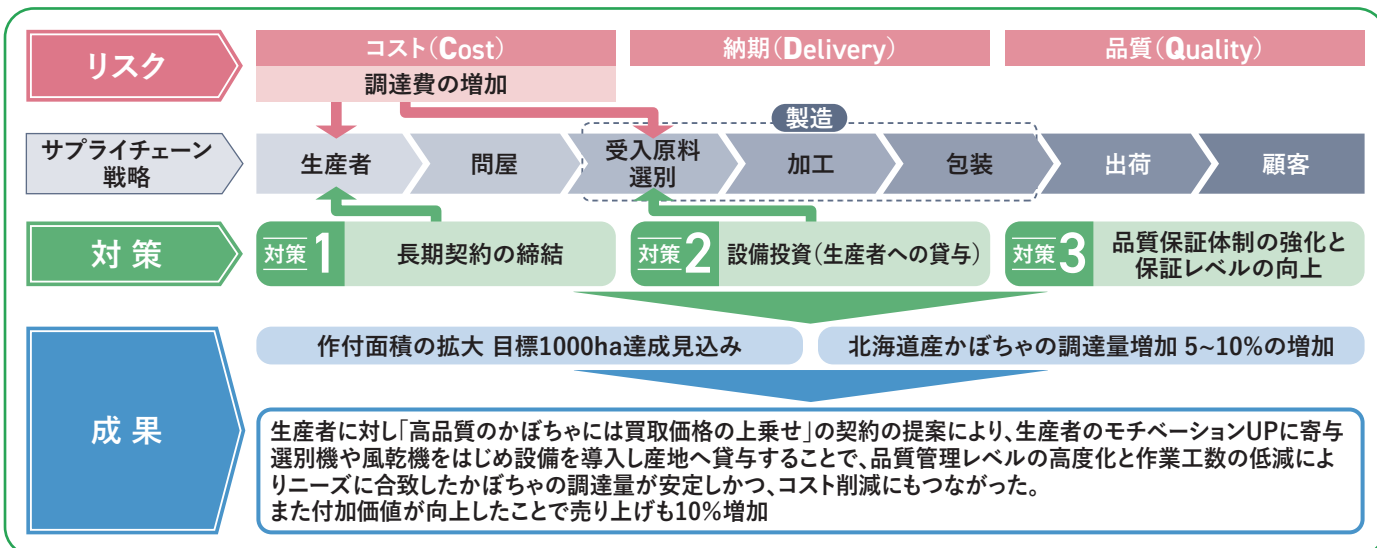 リスク
コスト（Cost）
納期（Delivery）
品質（Quality）
調達費の増加
製造
サプライチェーン
戦略
生産者
問屋
受入原料
選別
加工
包装
出荷
顧客
対策
対策1
長期契約の締結
対策2
設備投資（生産者への貸与）
対策3
品質保証体制の強化と
保証レベルの向上
作付面積の拡大 目標1000ha達成見込み
北海道産かぼちゃの調達量増加 5~10%の増加
成果
生産者に対し「高品質のかぼちゃには買取価格の上乗せ」の契約の提案により、生産者のモチベーションUPに寄与
選別機や風乾機をはじめ設備を導入し産地へ貸与することで、品質管理レベルの高度化と作業工数の低減によ
りニーズに合致したかぼちゃの調達量が安定しかつ、コスト削減にもつながった。
また付加価値が向上したことで売り上げも10%増加